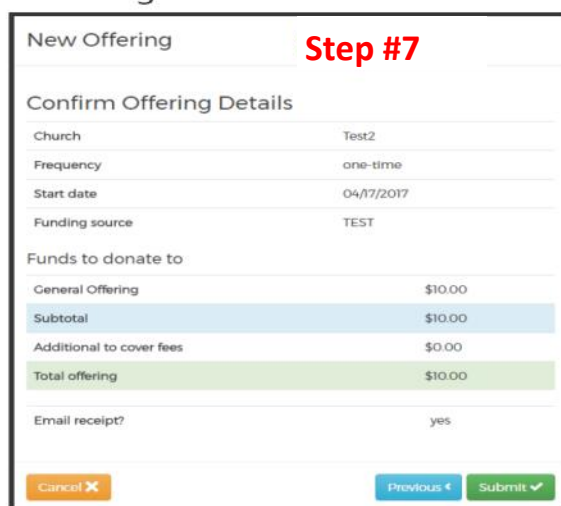 New Offering
Step #7
Confirm Offering Details
Church Test2
Frequency one-time
Start date 04/17/2017
Funding source TEST
Funds to donate to
General Offering $10.00
Subtotal $10.00
Additional to cover fees $0.00
Total offering $10.00
Email receipt? yes
Cancel Previous Submit